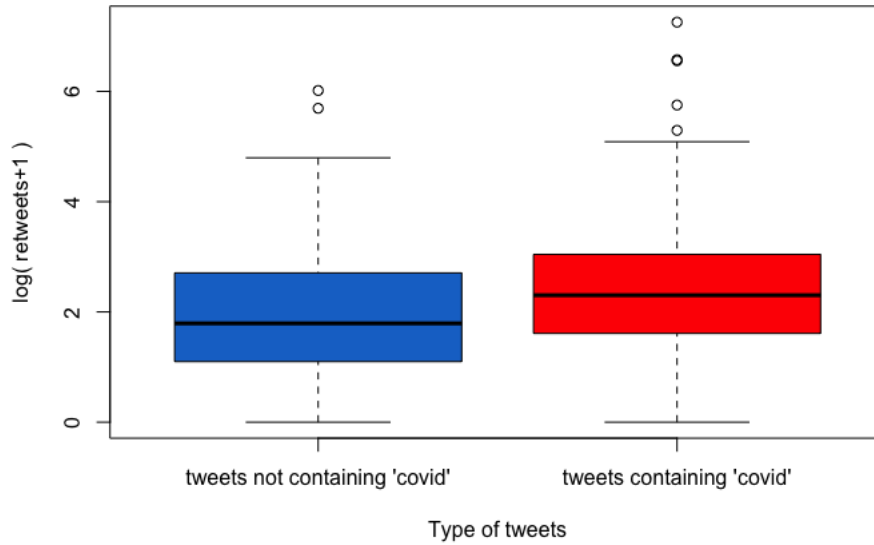 log( retweets+1 )
6
4
2
0
tweets not containing 'covid'
tweets containing 'covid'
Type of tweets